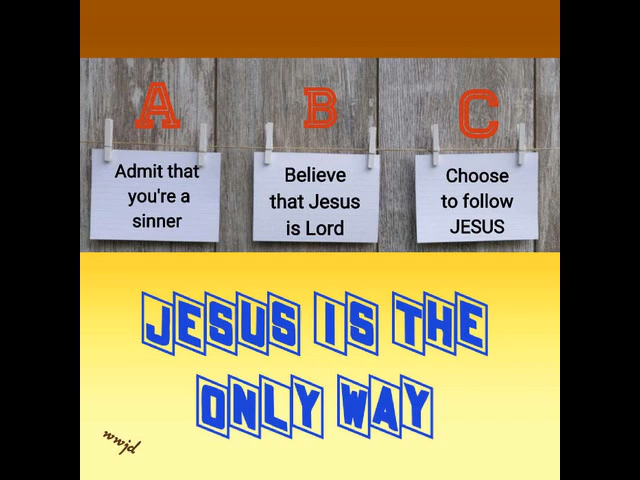 A B C
Admit that
you're a
sinner
Believe
that Jesus
is Lord
Choose
to follow
JESUS
JESUS IS THE
ONLY WAY
wwjd